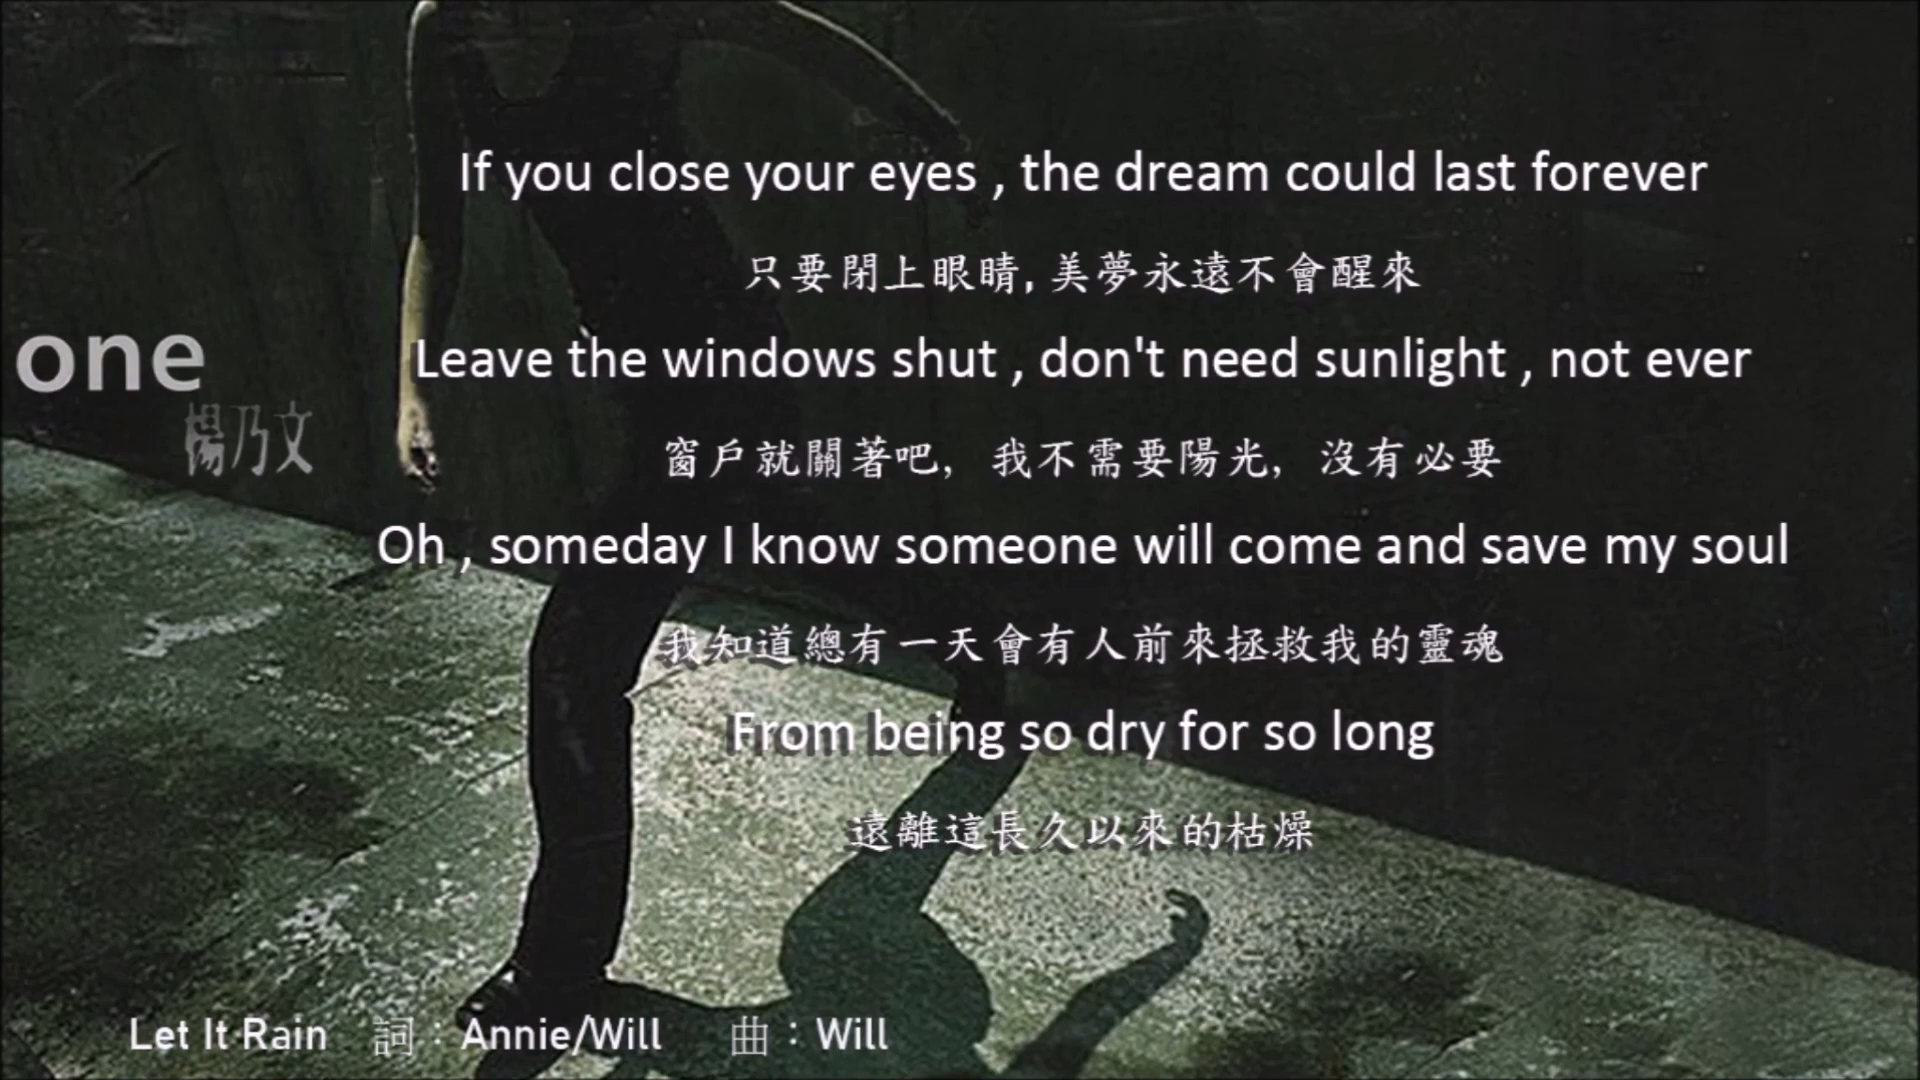 If you close your eyes , the dream could last forever
只要閉上眼睛, 美夢永遠不會醒來
one
楊乃文
Leave the windows shut , don't need sunlight , not ever
窗戶就關著吧, 我不需要陽光, 沒有必要
Oh , someday I know someone will come and save my soul
我知道總有一天會有人前來拯救我的靈魂
From being so dry for so long
遠離這長久以來的枯燥
Let It Rain 詞：Annie/Will 曲：Will